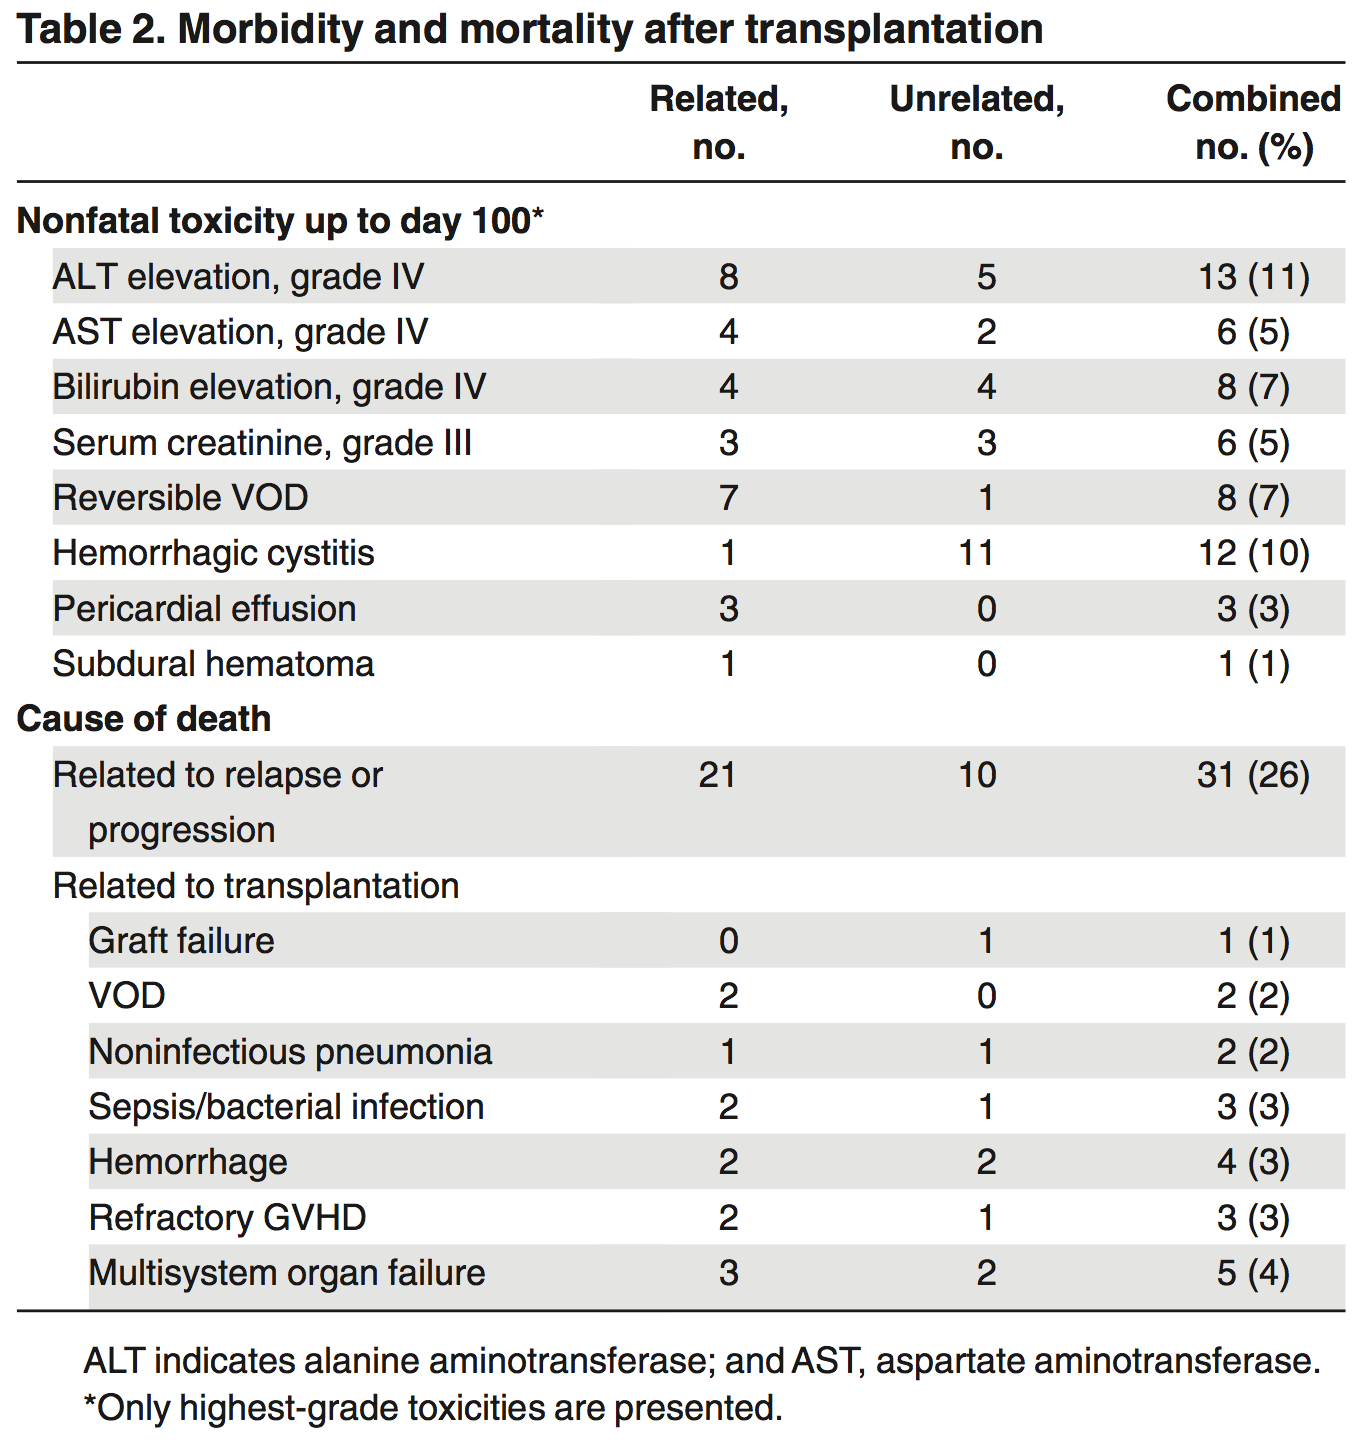 Table 2. Morbidity and mortality after transplantation
Related, no. Unrelated, no. Combined no. (%)
Nonfatal toxicity up to day 100*
ALT elevation, grade IV 8 5 13 (11)
AST elevation, grade IV 4 2 6 (5)
Bilirubin elevation, grade IV 4 4 8 (7)
Serum creatinine, grade III 3 3 6 (5)
Reversible VOD 7 1 8 (7)
Hemorrhagic cystitis 1 11 12 (10)
Pericardial effusion 3 0 3 (3)
Subdural hematoma 1 0 1 (1)
Cause of death
Related to relapse or 21 10 31 (26)
progression
Related to transplantation
Graft failure 0 1 1 (1)
VOD 2 0 2 (2)
Noninfectious pneumonia 1 1 2 (2)
Sepsis/bacterial infection 2 1 3 (3)
Hemorrhage 2 2 4 (3)
Refractory GVHD 2 1 3 (3)
Multisystem organ failure 3 2 5 (4)
ALT indicates alanine aminotransferase; and AST, aspartate aminotransferase.
*Only highest-grade toxicities are presented.